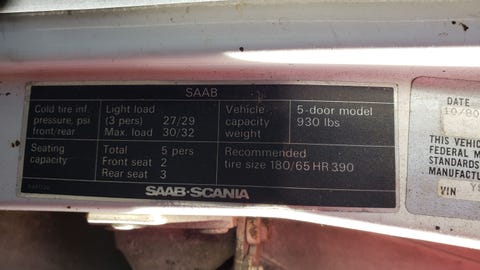 SAAB
Cold tire inf. pressure, psi front/rear
Light load (3 pers) 27/29
Max. load 30/32
Vehicle capacity weight
5-door model 930 lbs
Seating capacity
Total 5 pers
Front seat 2
Rear seat 3
Recommended tire size 180/65 HR 390
SAAB-SCANIA
DATE
10/80
THIS VEHIC
FEDERAL M
STANDARDS
MANUFACTU
VIN